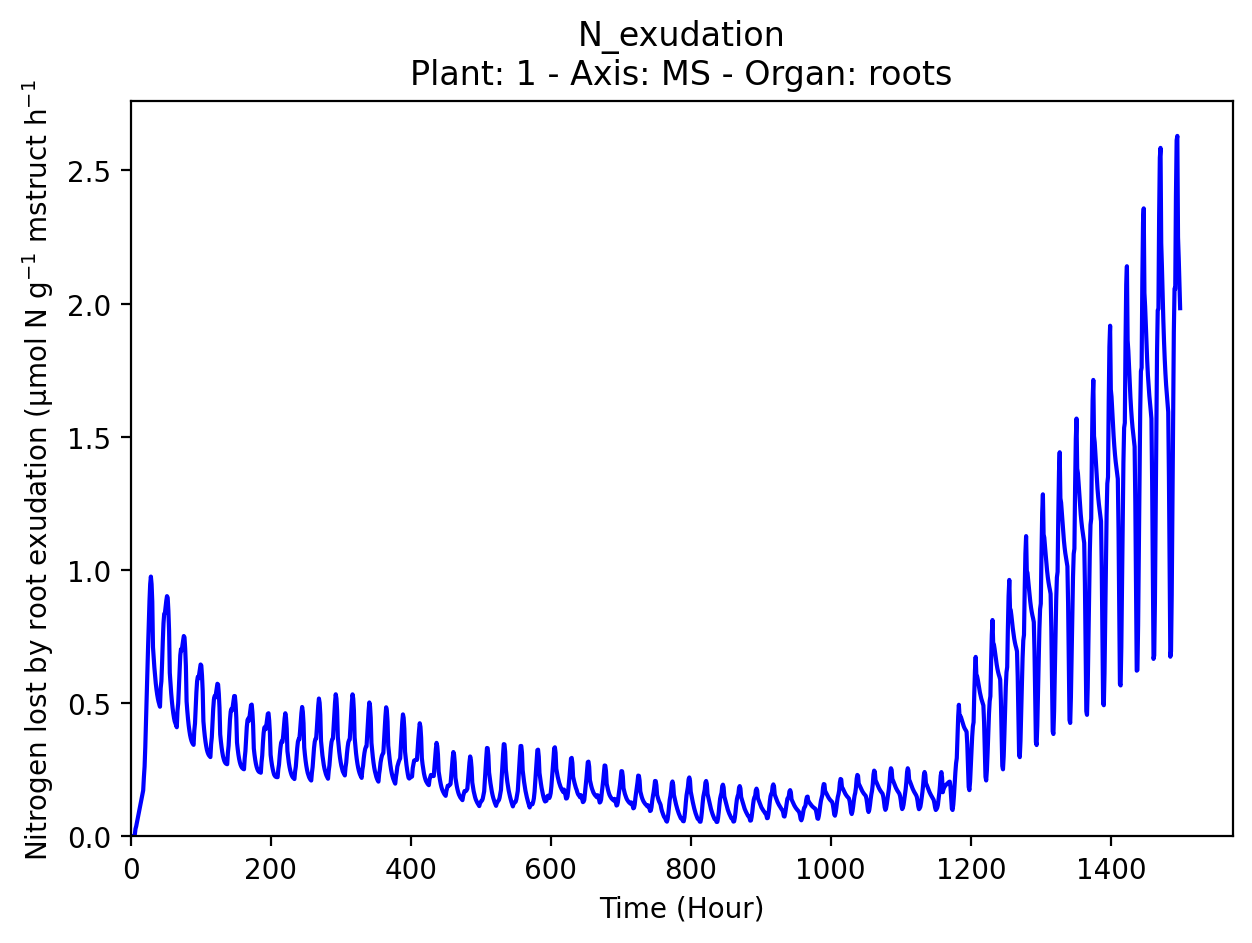 N_exudation
Plant: 1 - Axis: MS - Organ: roots
Nitrogen lost by root exudation (µmol N g⁻¹ mstruct h⁻¹
2.5
2.0
1.5
1.0
0.5
0.0
0 200 400 600 800 1000 1200 1400
Time (Hour)